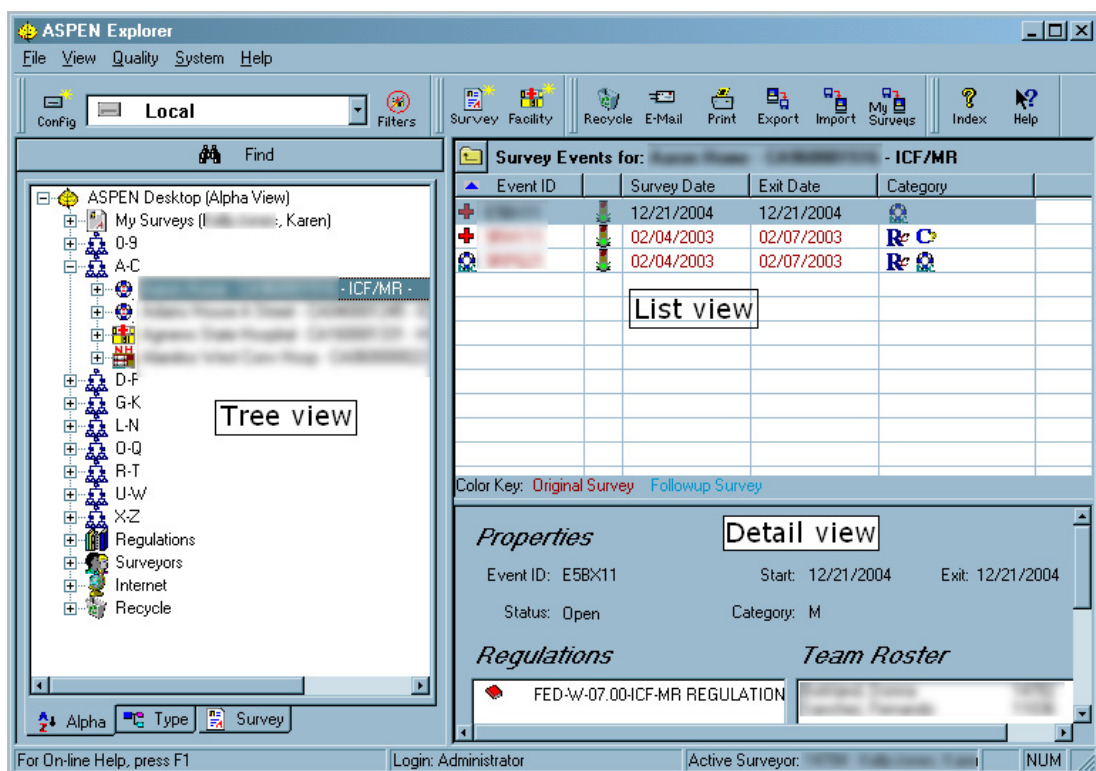 ASPEN Explorer
File View Quality System Help
Config Local Filters Survey Facility Recycle E-Mail Print Export Import My Surveys Index Help
Find
ASPEN Desktop (Alpha View)
My Surveys ( , Karen)
0-9
A-C
- ICF/MR -
NH
D-F
G-K
L-N
O-Q
R-T
U-W
X-Z
Regulations
Surveyors
Internet
Recycle
Tree view
Alpha Type Survey
Survey Events for: - ICF/MR
Event ID Survey Date Exit Date Category
12/21/2004 12/21/2004
02/04/2003 02/07/2003 Re C
02/04/2003 02/07/2003 Re
List view
Color Key: Original Survey Followup Survey
Properties
Detail view
Event ID: E5BX11 Start: 12/21/2004 Exit: 12/21/2004
Status: Open Category: M
Regulations Team Roster
FED-W-07.00-ICF-MR REGULATION
For On-line Help, press F1 Login: Administrator Active Surveyor: NUM